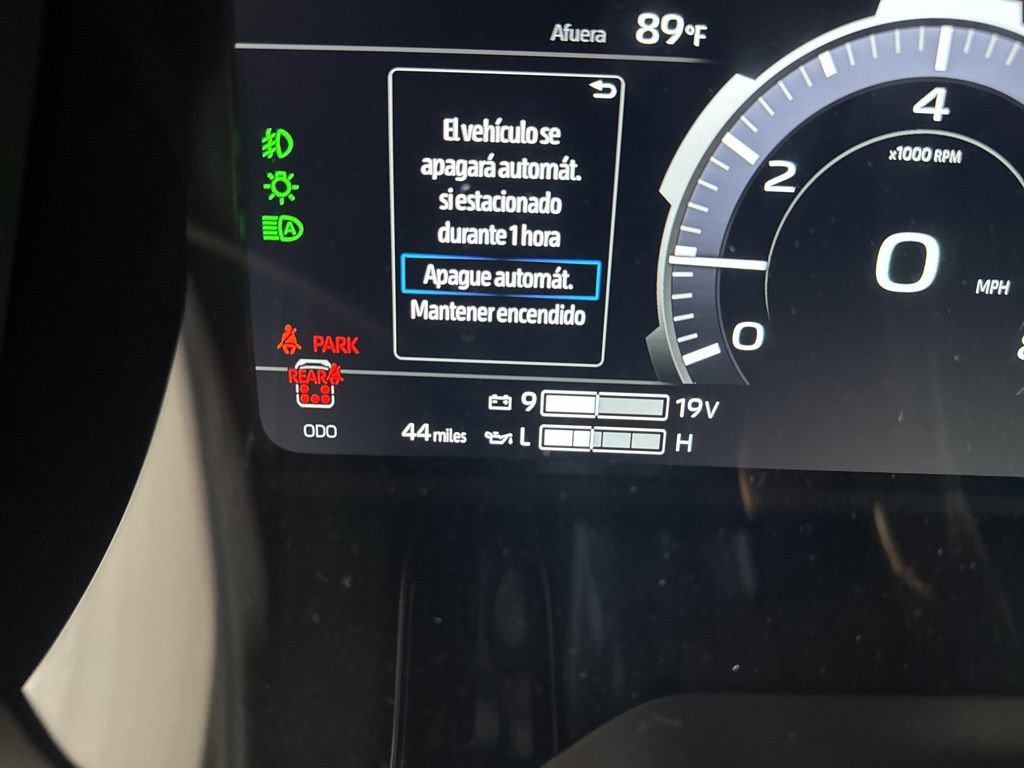 Afuera 89°F
El vehículo se
apagará automát.
si estacionado
durante 1 hora
Apague automát.
Mantener encendido
4
x1000 RPM
2
0
MPH
0
8
A
PARK
REAR
9 19V
ODO 44 miles L H